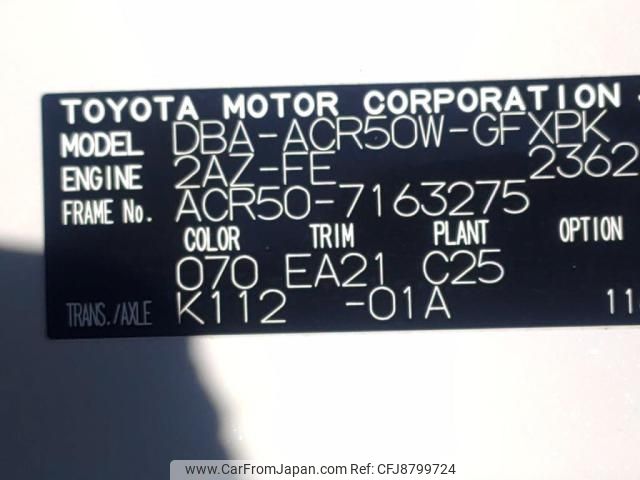 TOYOTA MOTOR CORPORATION
MODEL DBA-ACR50W-GFXPK
ENGINE 2AZ-FE 2362
FRAME No. ACR50-7163275
COLOR TRIM PLANT OPTION
070 EA21 C25
TRANS./AXLE K112 -01A 11
www.carfromjapan.com Copyright © CFJ8799724